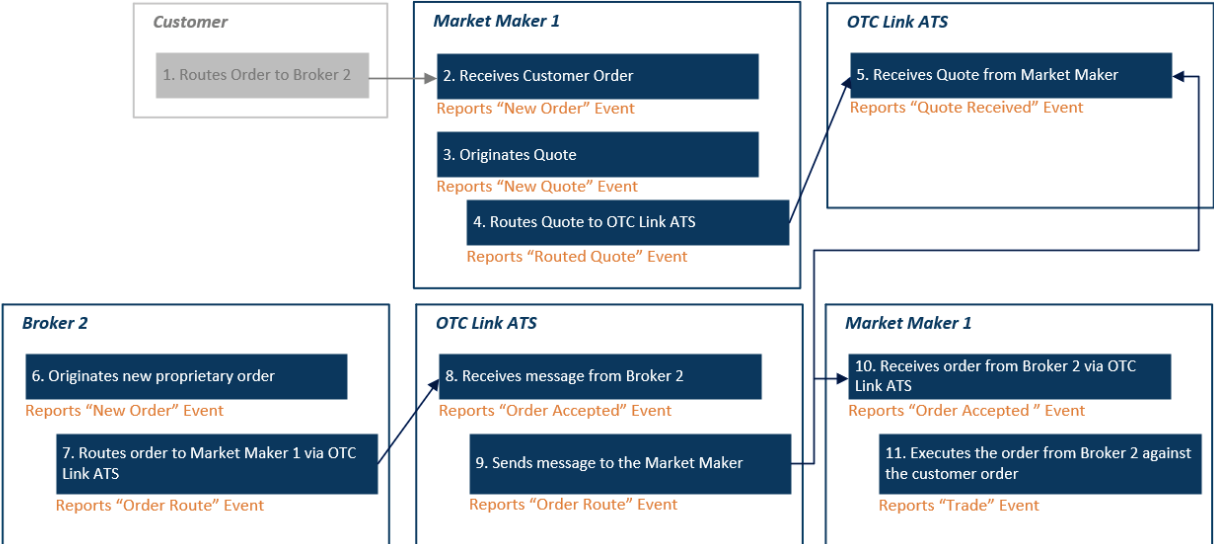 Customer
1. Routes Order to Broker 2
Market Maker 1
2. Receives Customer Order
Reports “New Order” Event
3. Originates Quote
Reports “New Quote” Event
4. Routes Quote to OTC Link ATS
Reports “Routed Quote” Event
OTC Link ATS
5. Receives Quote from Market Maker
Reports “Quote Received” Event
Broker 2
6. Originates new proprietary order
Reports “New Order” Event
7. Routes order to Market Maker 1 via OTC
Link ATS
Reports “Order Route” Event
OTC Link ATS
8. Receives message from Broker 2
Reports “Order Accepted” Event
9. Sends message to the Market Maker
Reports “Order Route” Event
Market Maker 1
10. Receives order from Broker 2 via OTC
Link ATS
Reports “Order Accepted ” Event
11. Executes the order from Broker 2 against
the customer order
Reports “Trade” Event